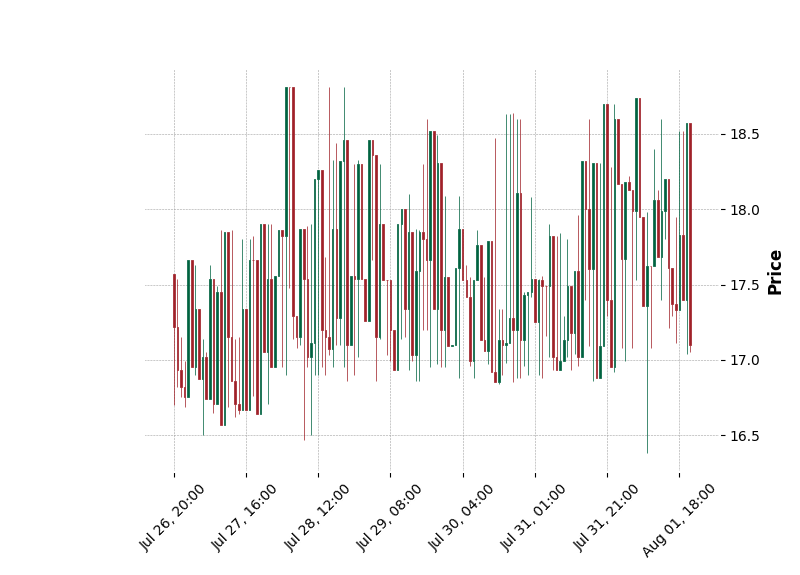 18.5
18.0
17.5
17.0
16.5
Price
Jul 26, 20:00
Jul 27, 16:00
Jul 28, 12:00
Jul 29, 08:00
Jul 30, 04:00
Jul 31, 01:00
Jul 31, 21:00
Aug 01, 18:00